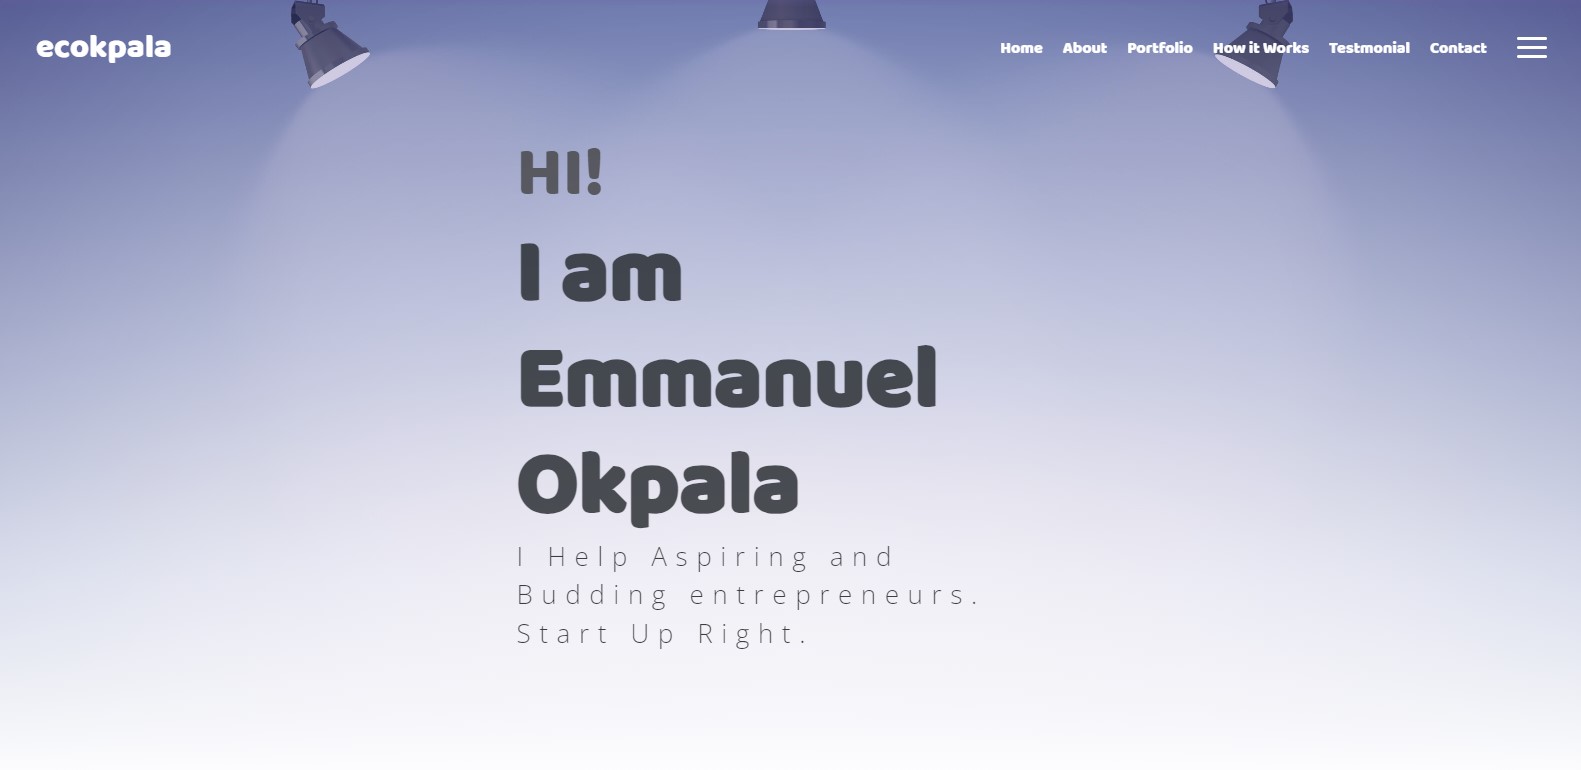 ecokpala
Home About Portfolio How it Works Testmonial Contact
HI!
I am
Emmanuel
Okpala
I Help Aspiring and
Budding entrepreneurs.
Start Up Right.